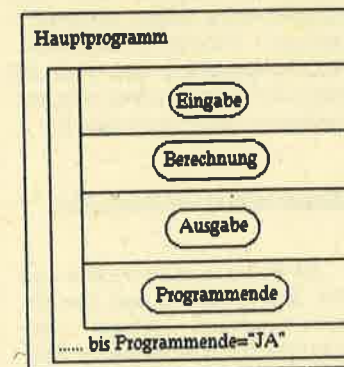 Hauptprogramm
Eingabe
Berechnung
Ausgabe
Programmende
...... bis Programmende="JA"